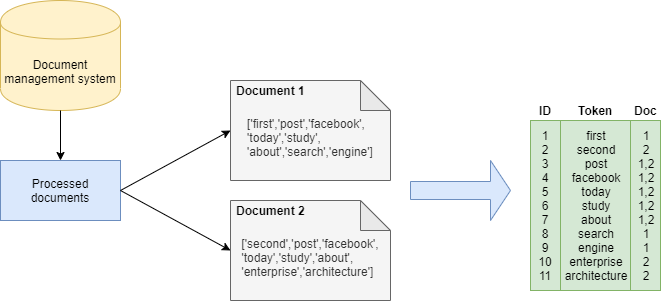 Document
management system
Processed
documents
Document 1
['first','post','facebook',
'today','study',
'about','search','engine']
Document 2
['second','post','facebook',
'today','study','about',
'enterprise','architecture']
ID Token Doc
1 first 1
2 second 2
3 post 1,2
4 facebook 1,2
5 today 1,2
6 study 1,2
7 about 1,2
8 search 1
9 engine 1
10 enterprise 2
11 architecture 2